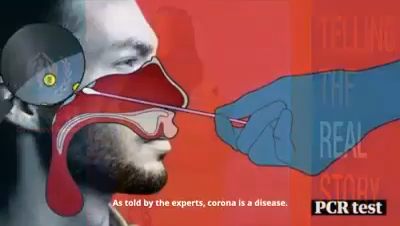 TELLING
THE
REAL
STORY
PCR test
As told by the experts, corona is a disease.